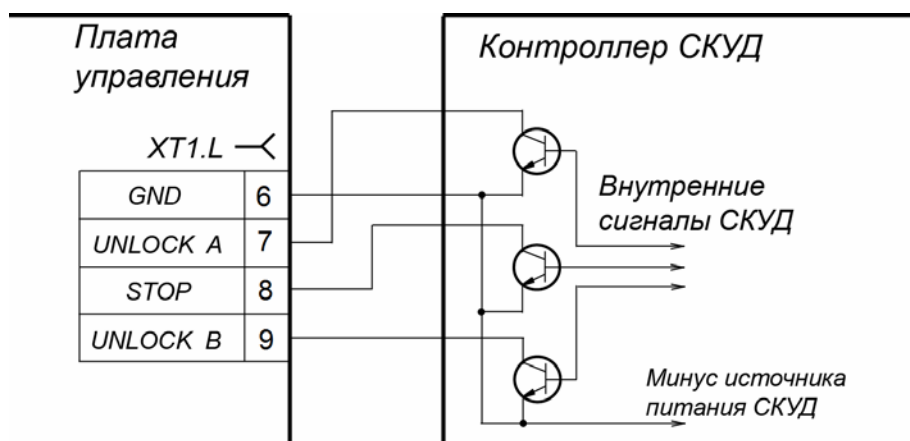 Плата
управления
Контроллер СКУД
XT1.L
GND 6
UNLOCK A 7
STOP 8
UNLOCK B 9
Внутренние
сигналы СКУД
Минус источника
питания СКУД